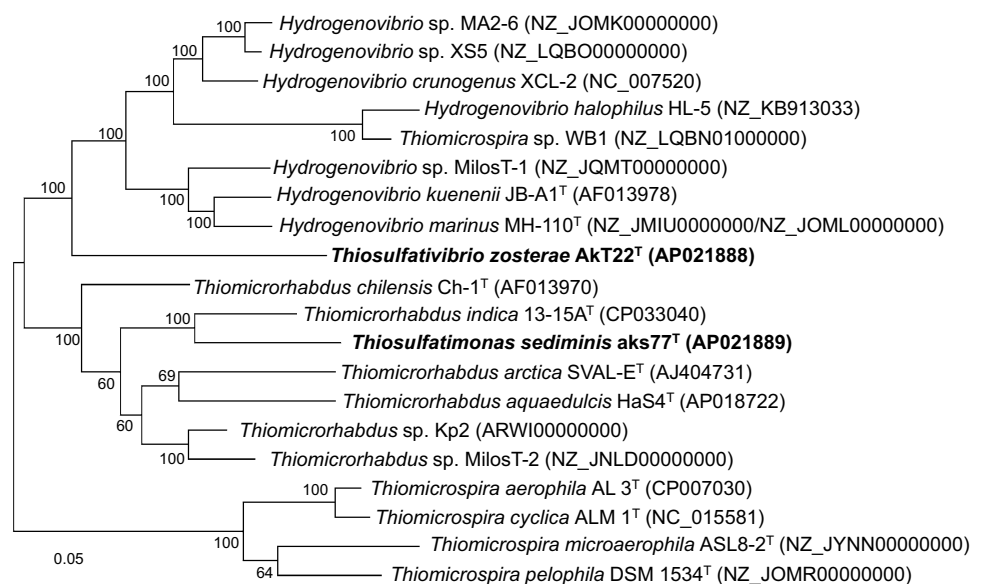 100
Hydrogenovibrio sp. MA2-6 (NZ_JOMK00000000)
100
Hydrogenovibrio sp. XS5 (NZ_LQBO00000000)
100
Hydrogenovibrio crunogenus XCL-2 (NC_007520)
Hydrogenovibrio halophilus HL-5 (NZ_KB913033)
100
100
Thiomicrospira sp. WB1 (NZ_LQBN01000000)
Hydrogenovibrio sp. MilosT-1 (NZ_JQMT00000000)
100
100
Hydrogenovibrio kuenenii JB-A1ᵀ (AF013978)
100
Hydrogenovibrio marinus MH-110ᵀ (NZ_JMIU0000000/NZ_JOML00000000)
Thiosulfativibrio zosterae AkT22ᵀ (AP021888)
Thiomicrorhabdus chilensis Ch-1ᵀ (AF013970)
100
Thiomicrorhabdus indica 13-15Aᵀ (CP033040)
100
Thiosulfatimonas sediminis aks77ᵀ (AP021889)
69
Thiomicrorhabdus arctica SVAL-Eᵀ (AJ404731)
60
Thiomicrorhabdus aquaedulcis HaS4ᵀ (AP018722)
60
Thiomicrorhabdus sp. Kp2 (ARWI00000000)
100
Thiomicrorhabdus sp. MilosT-2 (NZ_JNLD00000000)
100
Thiomicrospira aerophila AL 3ᵀ (CP007030)
Thiomicrospira cyclica ALM 1ᵀ (NC_015581)
100
Thiomicrospira microaerophila ASL8-2ᵀ (NZ_JYNN00000000)
0.05
64
Thiomicrospira pelophila DSM 1534ᵀ (NZ_JOMR00000000)